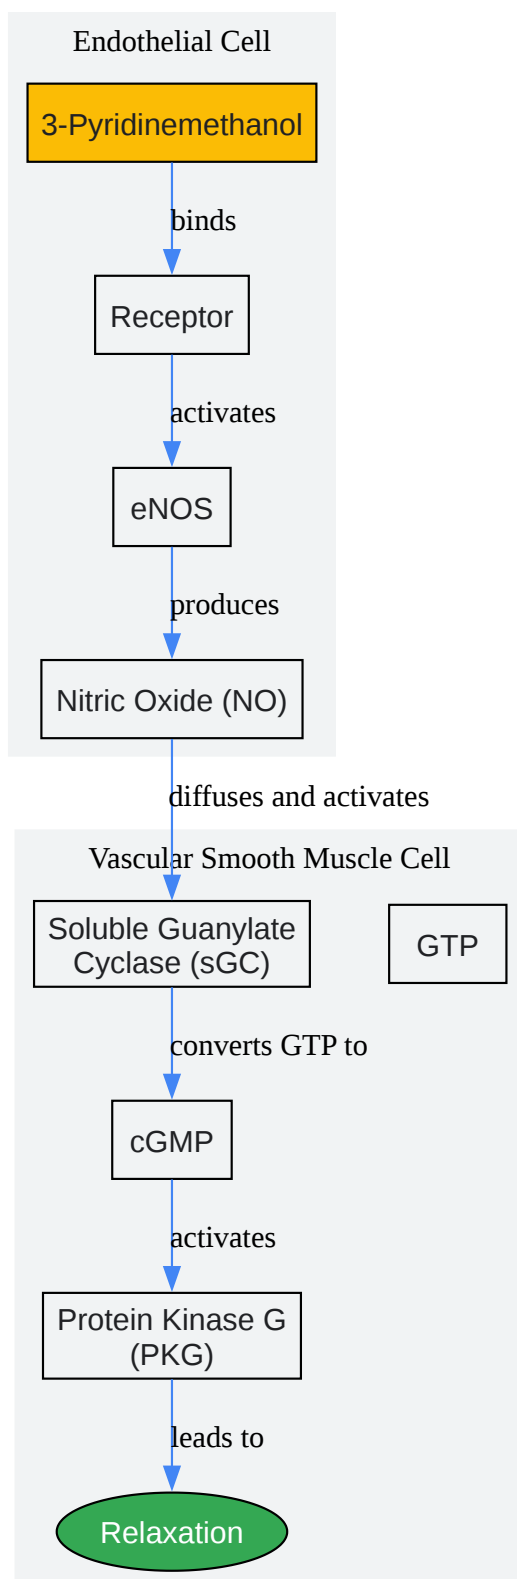 Endothelial Cell
3-Pyridinemethanol
binds
Receptor
activates
eNOS
produces
Nitric Oxide (NO)
diffuses and activates
Vascular Smooth Muscle Cell
Soluble Guanylate
Cyclase (sGC)
GTP
converts GTP to
cGMP
activates
Protein Kinase G
(PKG)
leads to
Relaxation